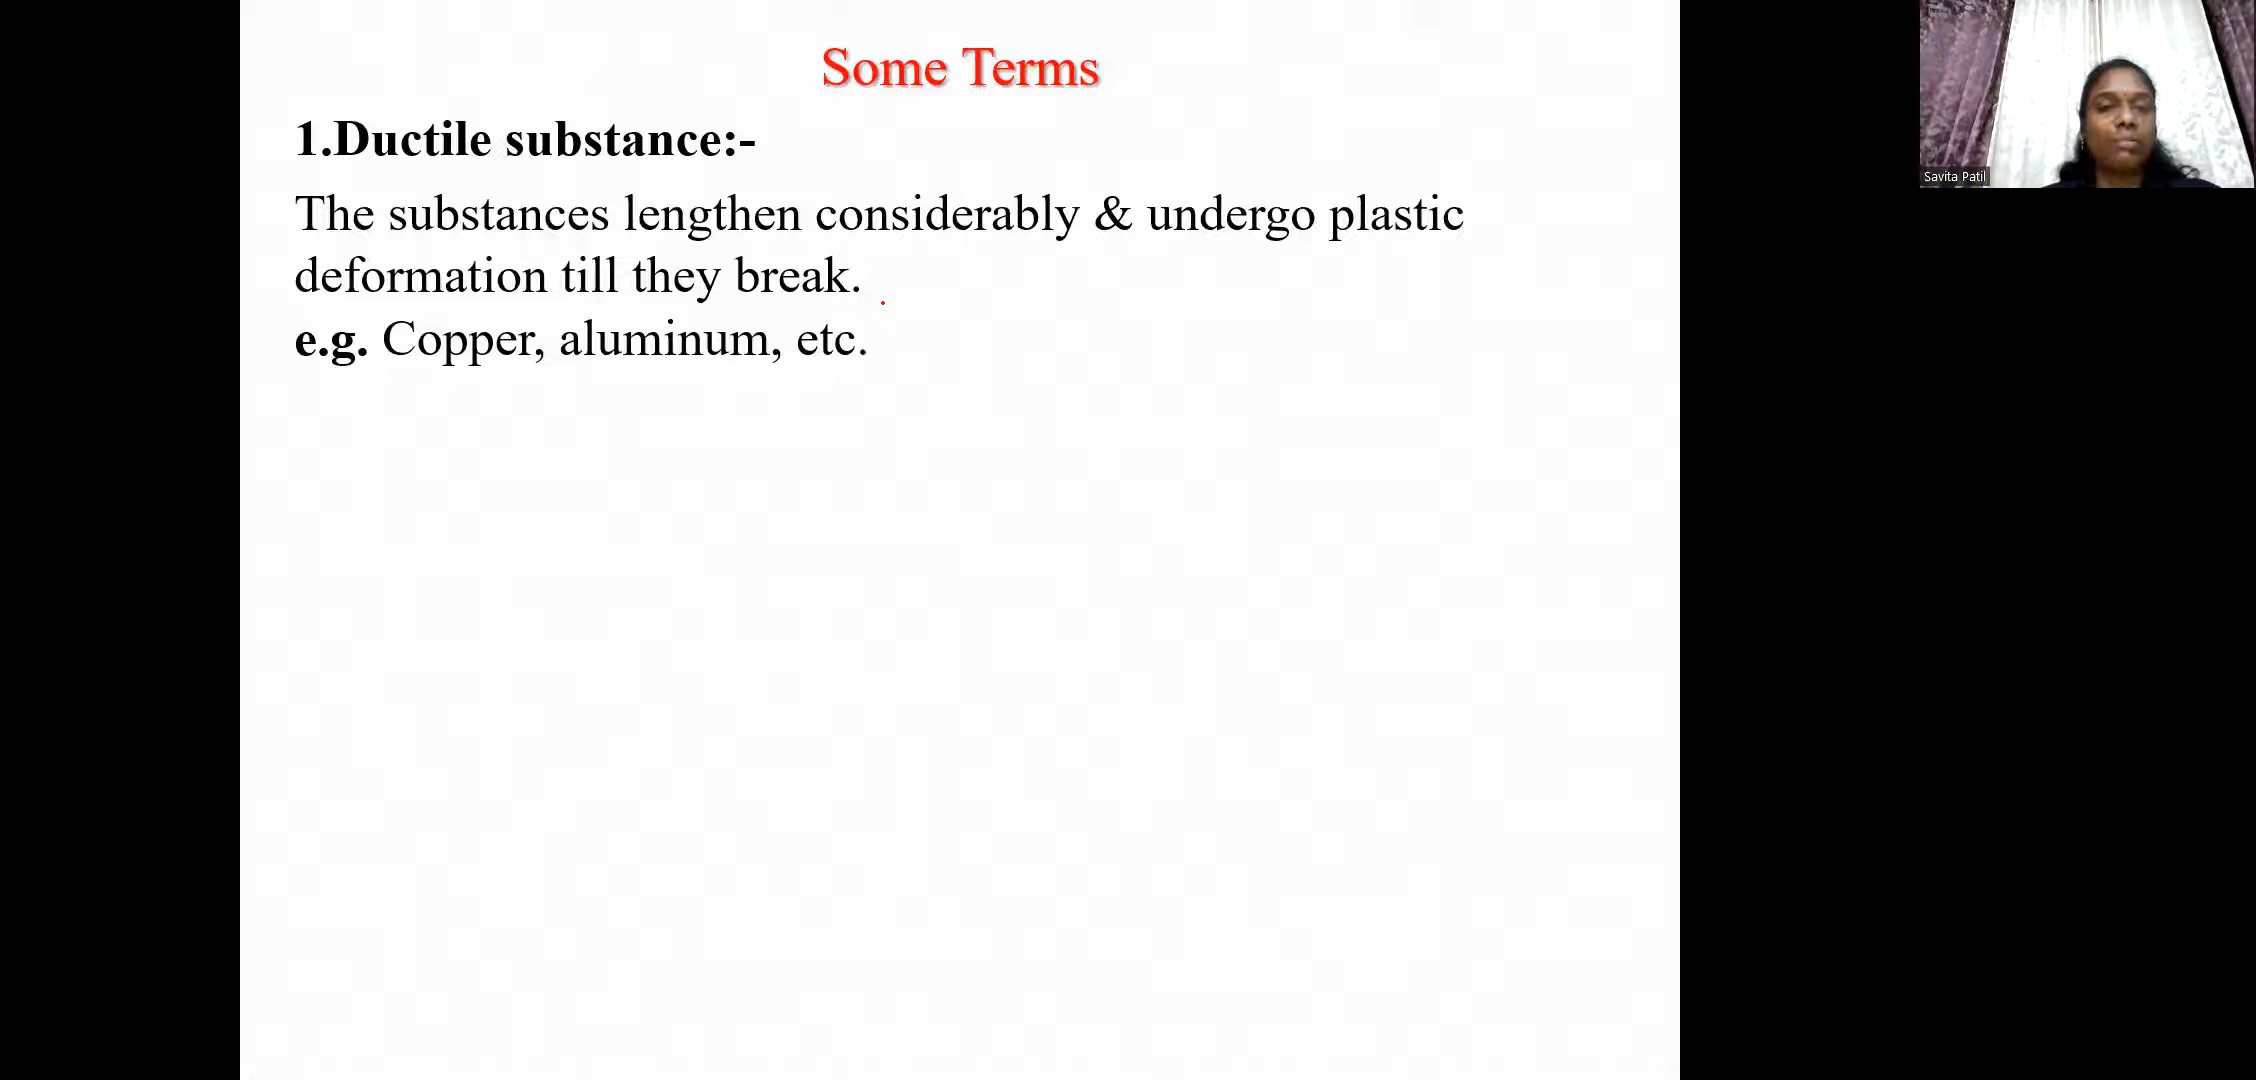 Some Terms
1.Ductile substance:-
The substances lengthen considerably & undergo plastic
deformation till they break.
e.g. Copper, aluminum, etc.
Savita Patil